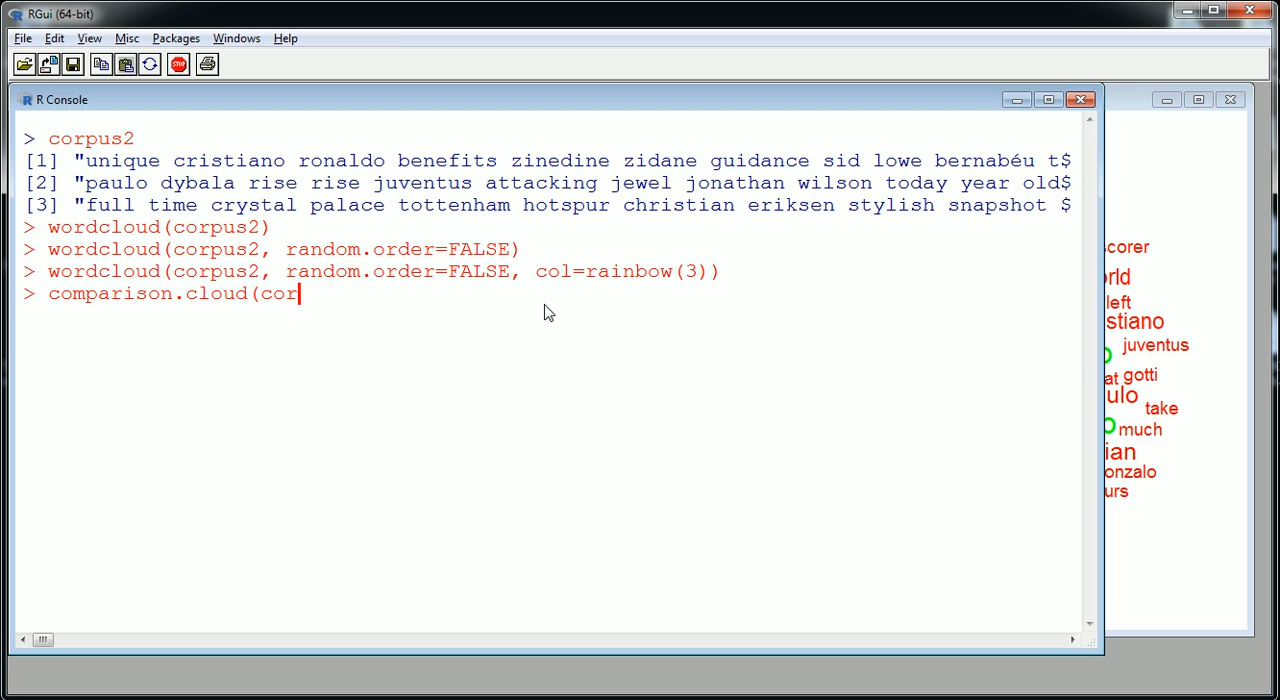 RGui (64-bit)
File Edit View Misc Packages Windows Help
STOP
R Console
> corpus2
[1] "unique cristiano ronaldo benefits zinedine zidane guidance sid lowe bernabéu t$
[2] "paulo dybala rise rise juventus attacking jewel jonathan wilson today year old$
[3] "full time crystal palace tottenham hotspur christian eriksen stylish snapshot $
> wordcloud(corpus2)
> wordcloud(corpus2, random.order=FALSE)
> wordcloud(corpus2, random.order=FALSE, col=rainbow(3))
> comparison.cloud(cor
scorer
rld
left
stiano
o juventus
at gotti
ulo
take
o much
ian
onzalo
urs